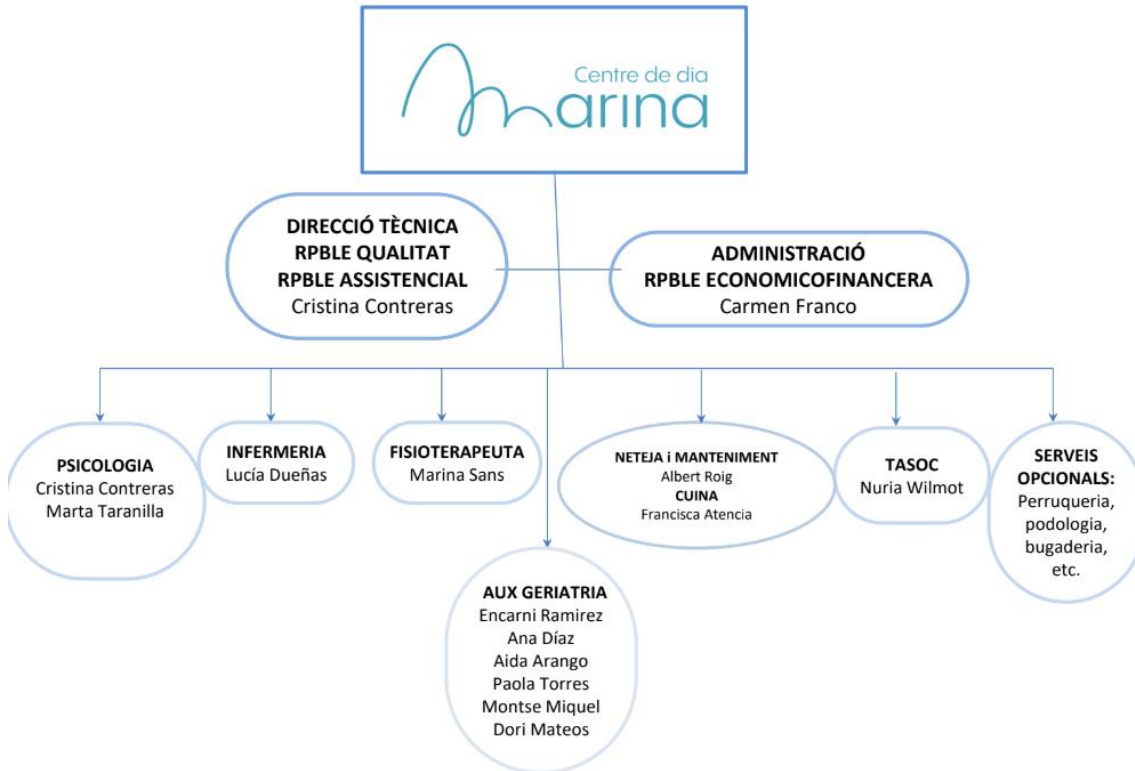 Centre de dia
marina
DIRECCIÓ TÈCNICA
RPBLE QUALITAT
RPBLE ASSISTENCIAL
Cristina Contreras
ADMINISTRACIÓ
RPBLE ECONOMICOFINANCERA
Carmen Franco
PSICOLOGIA
Cristina Contreras
Marta Taranilla
INFERMERIA
Lucía Dueñas
FISIOTERAPEUTA
Marina Sans
AUX GERIATRIA
Encarni Ramirez
Ana Díaz
Aida Arango
Paola Torres
Montse Miquel
Dori Mateos
NETEJA i MANTENIMENT
Albert Roig
CUINA
Francisca Atencia
TASOC
Nuria Wilmot
SERVEIS
OPCIONALS:
Perruqueria,
podologia,
bugaderia,
etc.